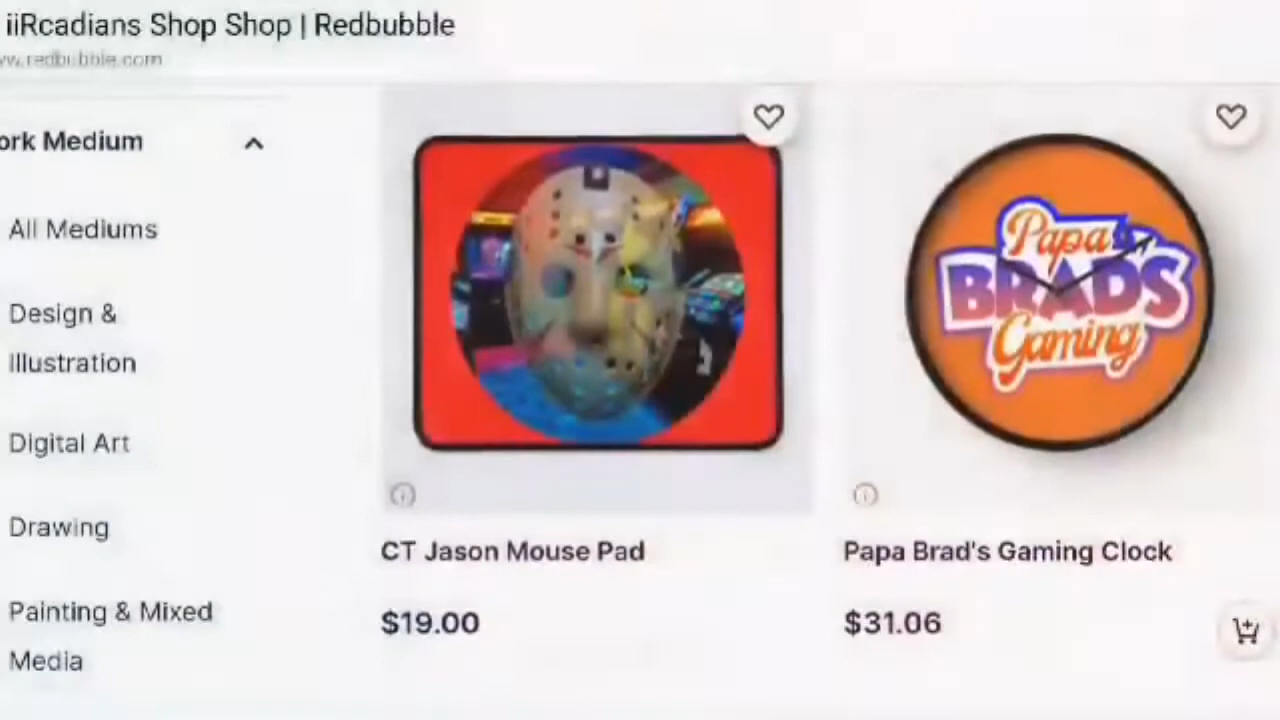 iiRcadians Shop Shop | Redbubble
ww.redbubble.com
ork Medium
All Mediums
Design &
Illustration
Digital Art
Drawing
Painting & Mixed
Media
Papa
BRADS
Gaming
CT Jason Mouse Pad
$19.00
Papa Brad's Gaming Clock
$31.06